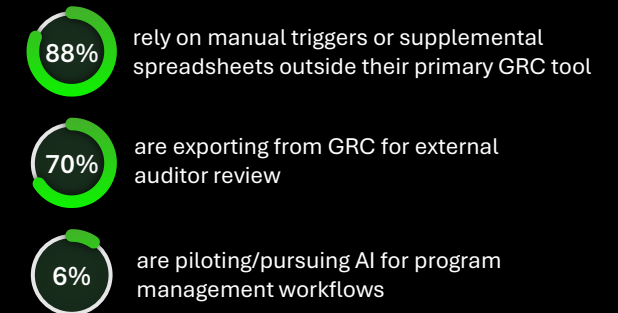 88%
rely on manual triggers or supplemental
spreadsheets outside their primary GRC tool
70%
are exporting from GRC for external
auditor review
6%
are piloting/pursuing AI for program
management workflows